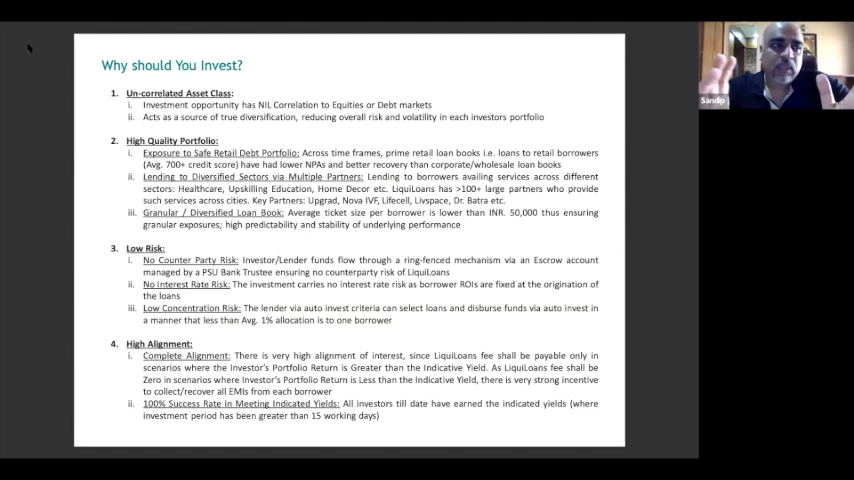 Why should You Invest?
1. Un-correlated Asset Class:
i. Investment opportunity has NIL Correlation to Equities or Debt markets
ii. Acts as a source of true diversification, reducing overall risk and volatility in each investors portfolio
2. High Quality Portfolio:
i. Exposure to Safe Retail Debt Portfolio: Across time frames, prime retail loan books i.e. loans to retail borrowers
(Avg. 700+ credit score) have had lower NPAs and better recovery than corporate/wholesale loan books
ii. Lending to Diversified Sectors via Multiple Partners: Lending to borrowers availing services across different
sectors: Healthcare, Upskilling Education, Home Decor etc. LiquiLoans has >100+ large partners who provide
such services across cities. Key Partners: Upgrad, Nova IVF, Lifecell, Livspace, Dr. Batra etc.
iii. Granular / Diversified Loan Book: Average ticket size per borrower is lower than INR. 50,000 thus ensuring
granular exposures; high predictability and stability of underlying performance
3. Low Risk:
i. No Counter Party Risk: Investor/Lender funds flow through a ring-fenced mechanism via an Escrow account
managed by a PSU Bank Trustee ensuring no counterparty risk of LiquiLoans
ii. No Interest Rate Risk: The investment carries no interest rate risk as borrower ROIs are fixed at the origination of
the loans
iii. Low Concentration Risk: The lender via auto invest criteria can select loans and disburse funds via auto invest in
a manner that less than Avg. 1% allocation is to one borrower
4. High Alignment:
i. Complete Alignment: There is very high alignment of interest, since LiquiLoans fee shall be payable only in
scenarios where the Investor's Portfolio Return is Greater than the Indicative Yield. As LiquiLoans fee shall be
Zero in scenarios where Investor's Portfolio Return is Less than the Indicative Yield, there is very strong incentive
to collect/recover all EMIs from each borrower
ii. 100% Success Rate in Meeting Indicated Yields: All investors till date have earned the indicated yields (where
investment period has been greater than 15 working days)
Sandip